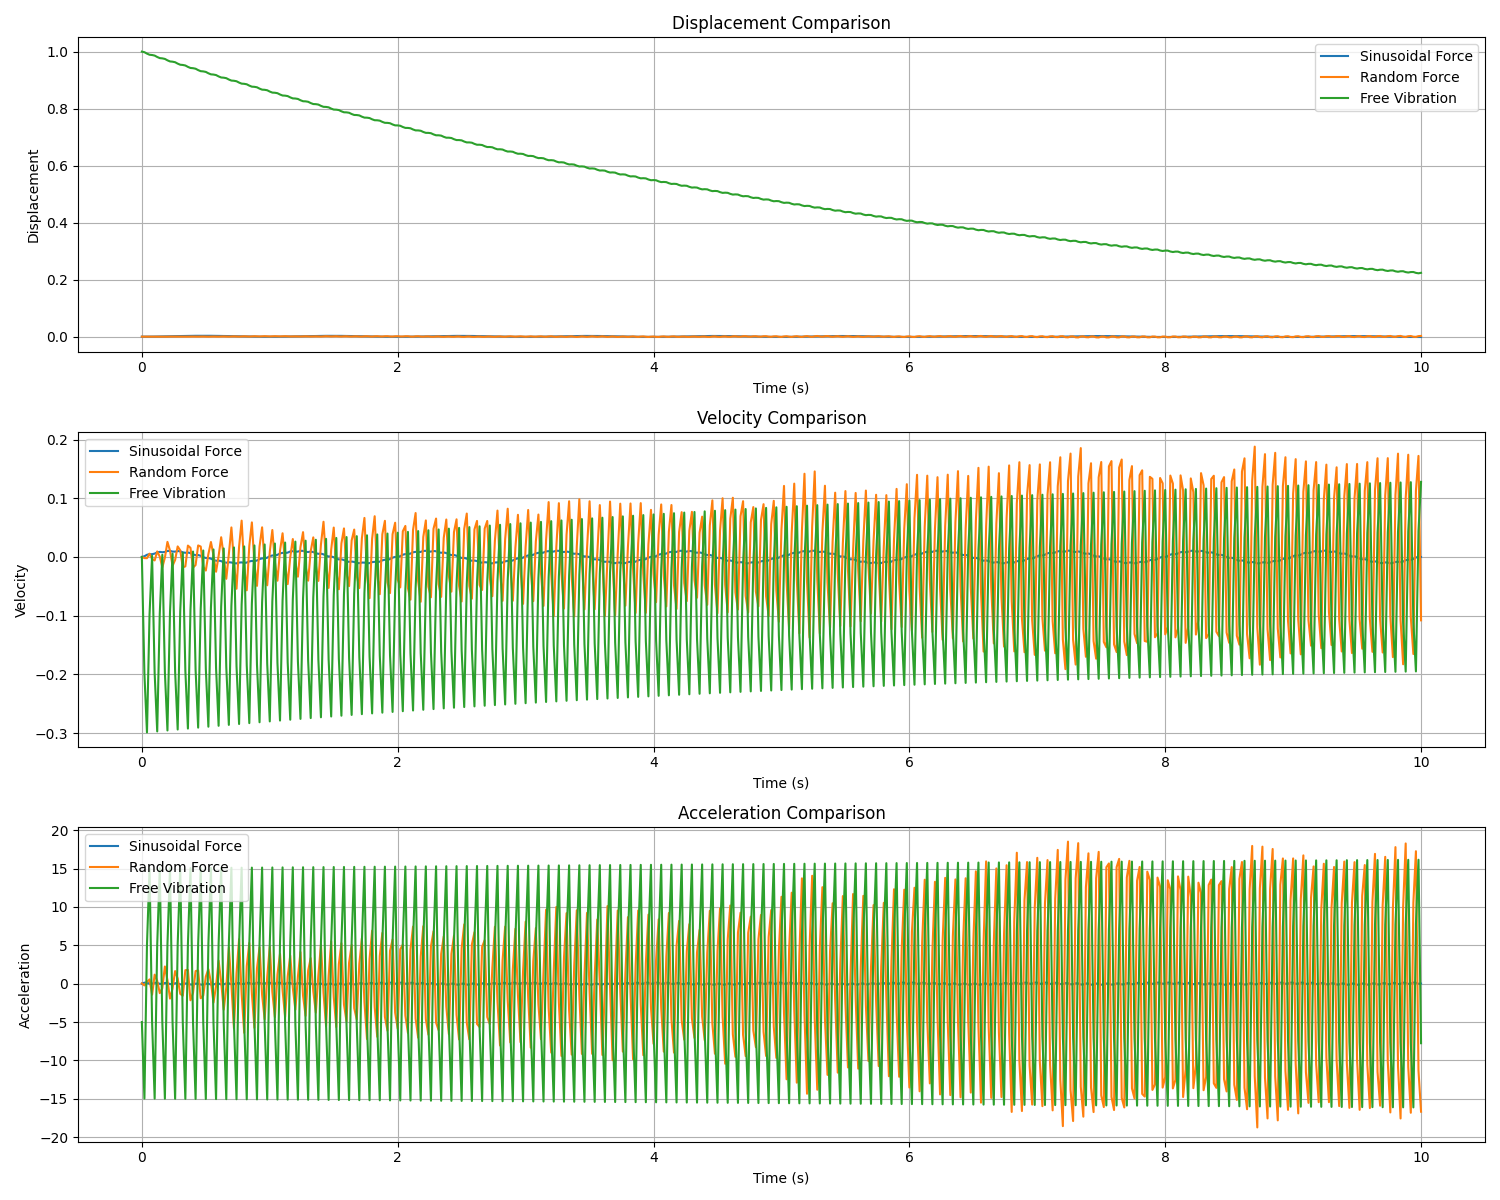 Displacement Comparison
Displacement
1.0
0.8
0.6
0.4
0.2
0.0
Sinusoidal Force
Random Force
Free Vibration
0 2 4 6 8 10
Time (s)
Velocity Comparison
Velocity
0.2
0.1
0.0
−0.1
−0.2
−0.3
Sinusoidal Force
Random Force
Free Vibration
0 2 4 6 8 10
Time (s)
Acceleration Comparison
Acceleration
20
15
10
5
0
−5
−10
−15
−20
Sinusoidal Force
Random Force
Free Vibration
0 2 4 6 8 10
Time (s)